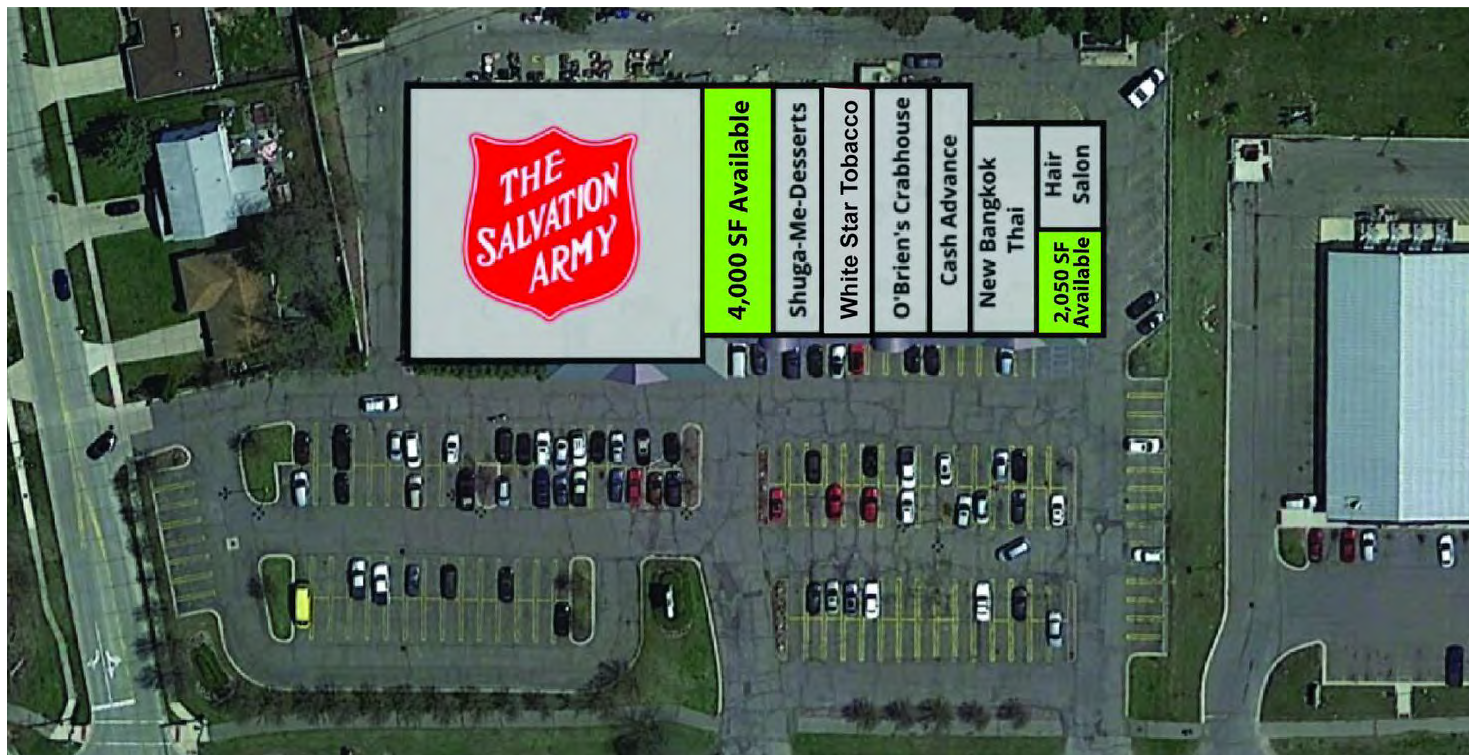 THE
SALVATION
ARMY
4,000 SF Available
Shuga-Me-Desserts
White Star Tobacco
O'Brien's Crabhouse
Cash Advance
New Bangkok
Thai
Hair
Salon
2,050 SF
Available